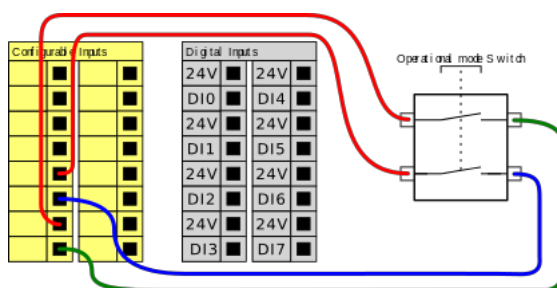 Configurable Inputs
Digital Inputs
Operational mode Switch
24V 24V
DI0 DI4
24V 24V
DI1 DI5
24V 24V
DI2 DI6
24V 24V
DI3 DI7